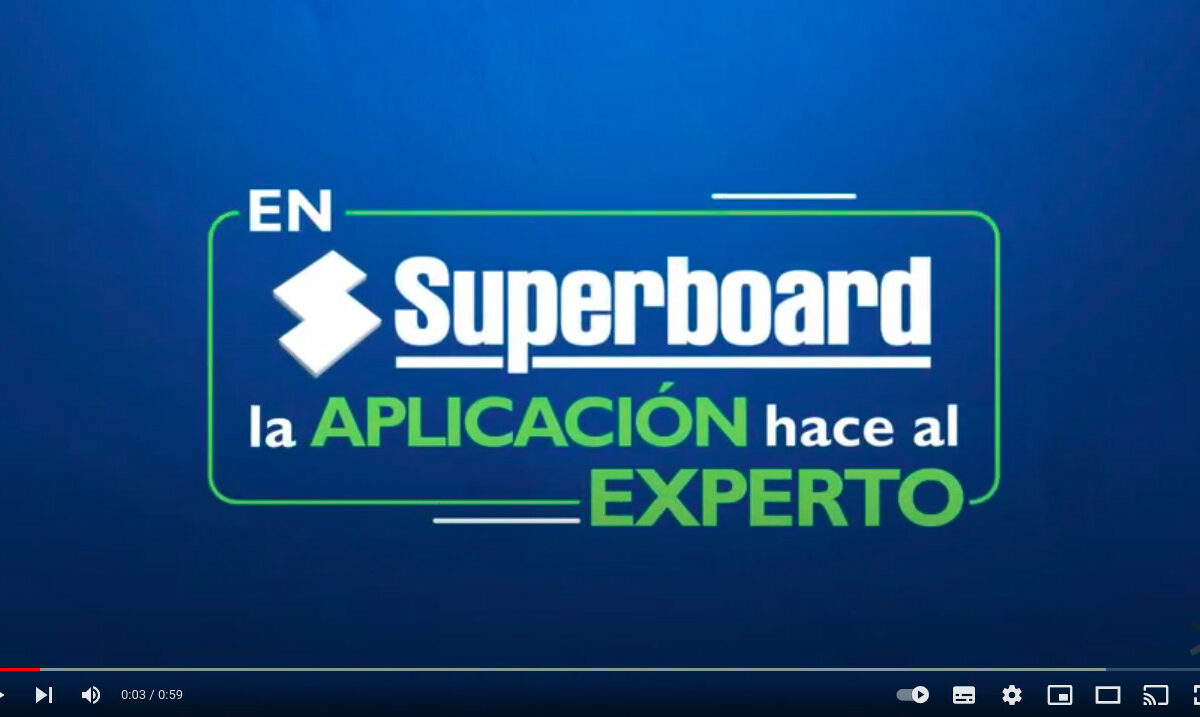 EN
Superboard
la APLICACIÓN hace al
EXPERTO
0:03 / 0:59